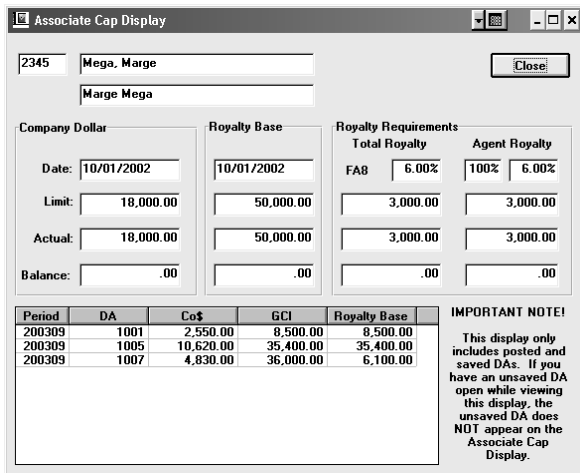 Associate Cap Display
2345 Mega, Marge Close
Marge Mega
Company Dollar Royalty Base Royalty Requirements
Total Royalty Agent Royalty
Date: 10/01/2002 10/01/2002 FA8 6.00% 100% 6.00%
Limit: 18,000.00 50,000.00 3,000.00 3,000.00
Actual: 18,000.00 50,000.00 3,000.00 3,000.00
Balance: .00 .00 .00 .00
Period DA Co$ GCI Royalty Base
200309 1001 2,550.00 8,500.00 8,500.00
200309 1005 10,620.00 35,400.00 35,400.00
200309 1007 4,830.00 36,000.00 6,100.00
IMPORTANT NOTE!
This display only
includes posted and
saved DAs. If you
have an unsaved DA
open while viewing
this display, the
unsaved DA does
NOT appear on the
Associate Cap
Display.